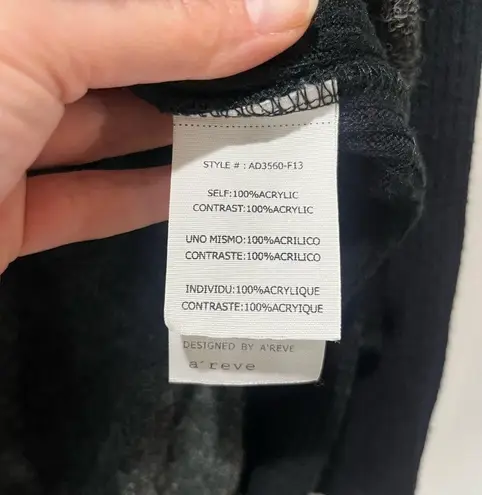 STYLE # : AD3560-F13
SELF:100%ACRYLIC
CONTRAST:100%ACRYLIC
UNO MISMO:100%ACRILICO
CONTRASTE:100%ACRILICO
INDIVIDU:100%ACRYLIQUE
CONTRASTE:100%ACRYIQUE
DESIGNED BY A'REVE
a'reve